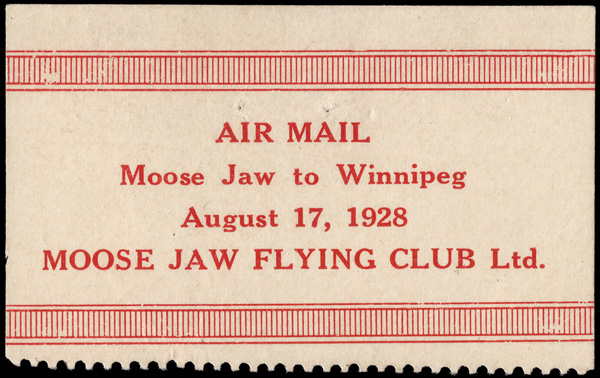 AIR MAIL
Moose Jaw to Winnipeg
August 17, 1928
MOOSE JAW FLYING CLUB Ltd.